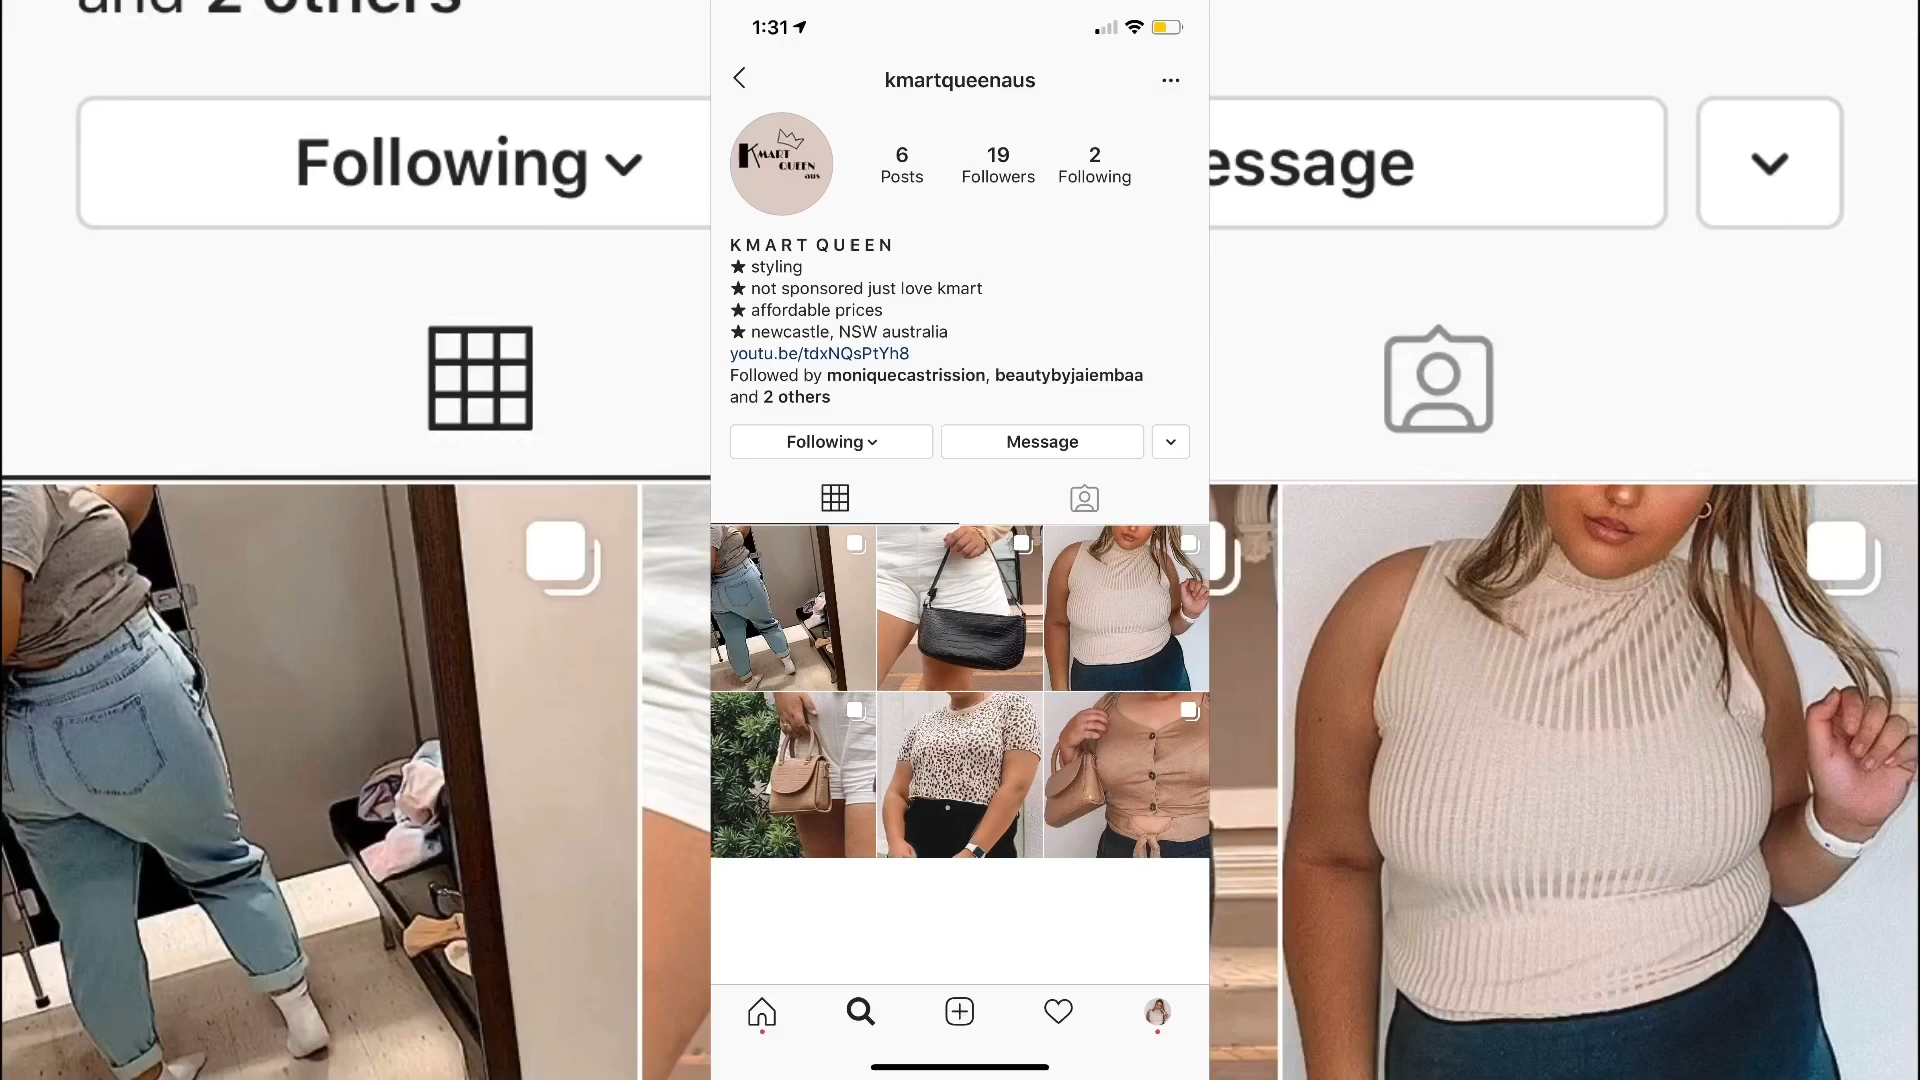 and 2 others
Following
essage
1:31
kmartqueenaus
KMART
QUEEN
aus
6
Posts
19
Followers
2
Following
K M A R T Q U E E N
★ styling
★ not sponsored just love kmart
★ affordable prices
★ newcastle, NSW australia
youtu.be/tdxNQsPtYh8
Followed by moniquecastrission, beautybyjaiembaa
and 2 others
Following
Message